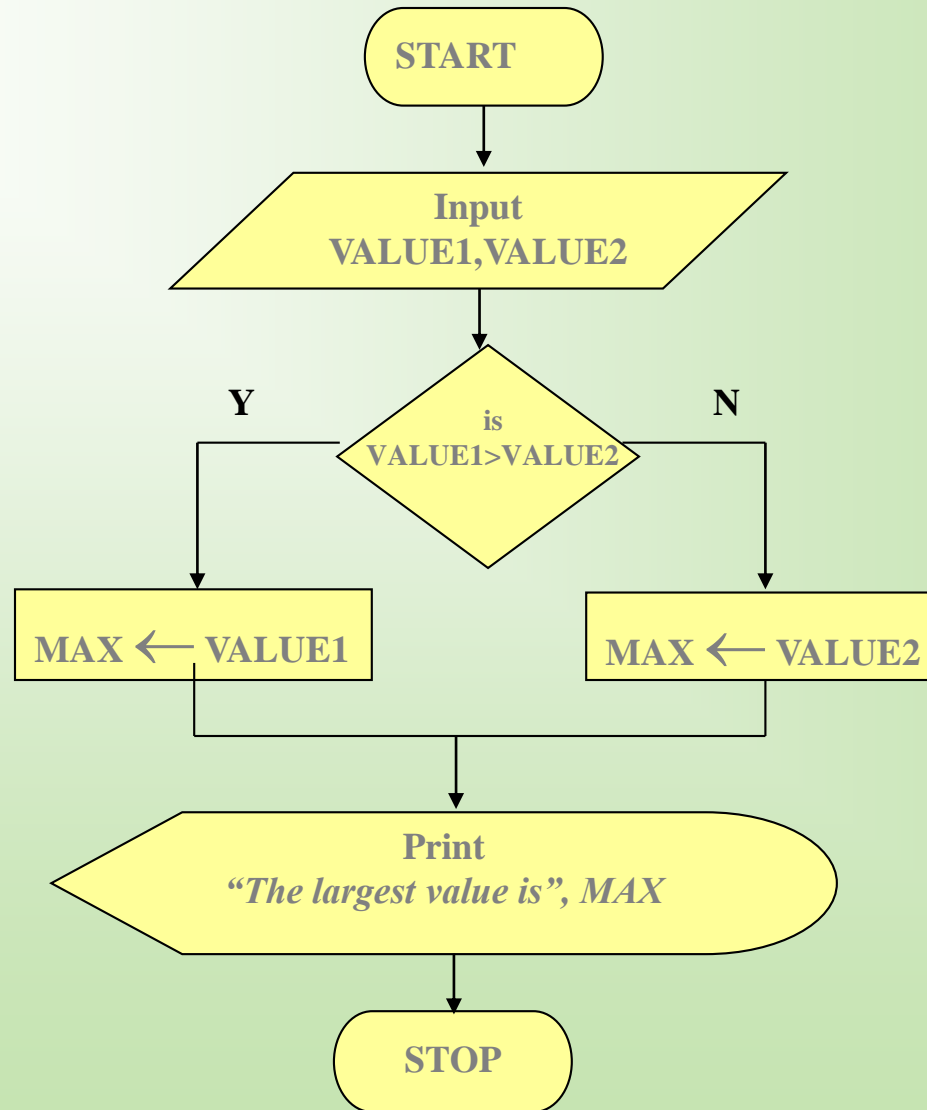 START
Input
VALUE1,VALUE2
Y
N
is
VALUE1>VALUE2
MAX ← VALUE1
MAX ← VALUE2
Print
“The largest value is”, MAX
STOP